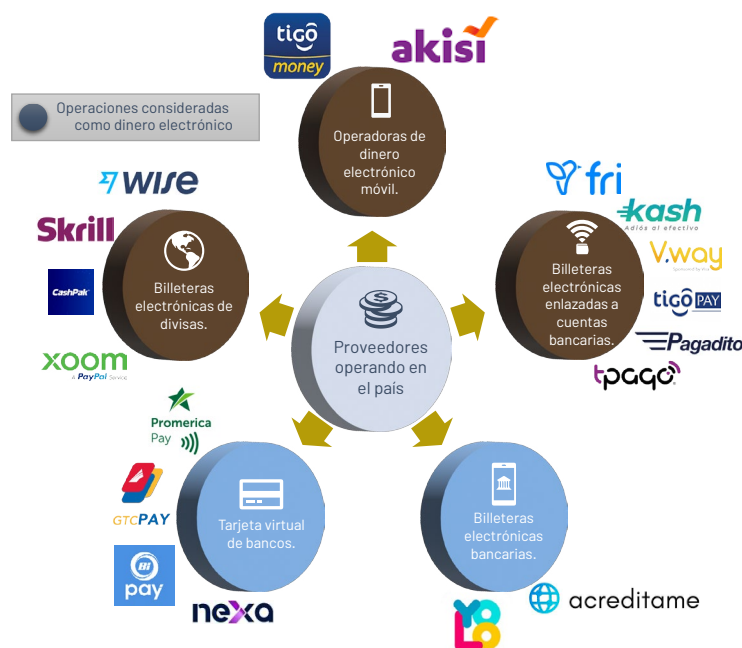 tigo
money
akisi
Operaciones consideradas
como dinero electrónico
Operadoras de
dinero
electrónico
móvil.
WISE
Skrill
CashPak
xoom
A PayPal Service
Billeteras
electrónicas de
divisas.
fri
kash
Adiós al efectivo
V.way
tigo PAY
Pagadito
tpago
Billeteras
electrónicas
enlazadas a
cuentas
bancarias.
Proveedores
operando en
el país
Promerica
Pay
GTCPAY
Bi
pay
nexa
Tarjeta virtual
de bancos.
Billeteras
electrónicas
bancarias.
YOLO
acreditame